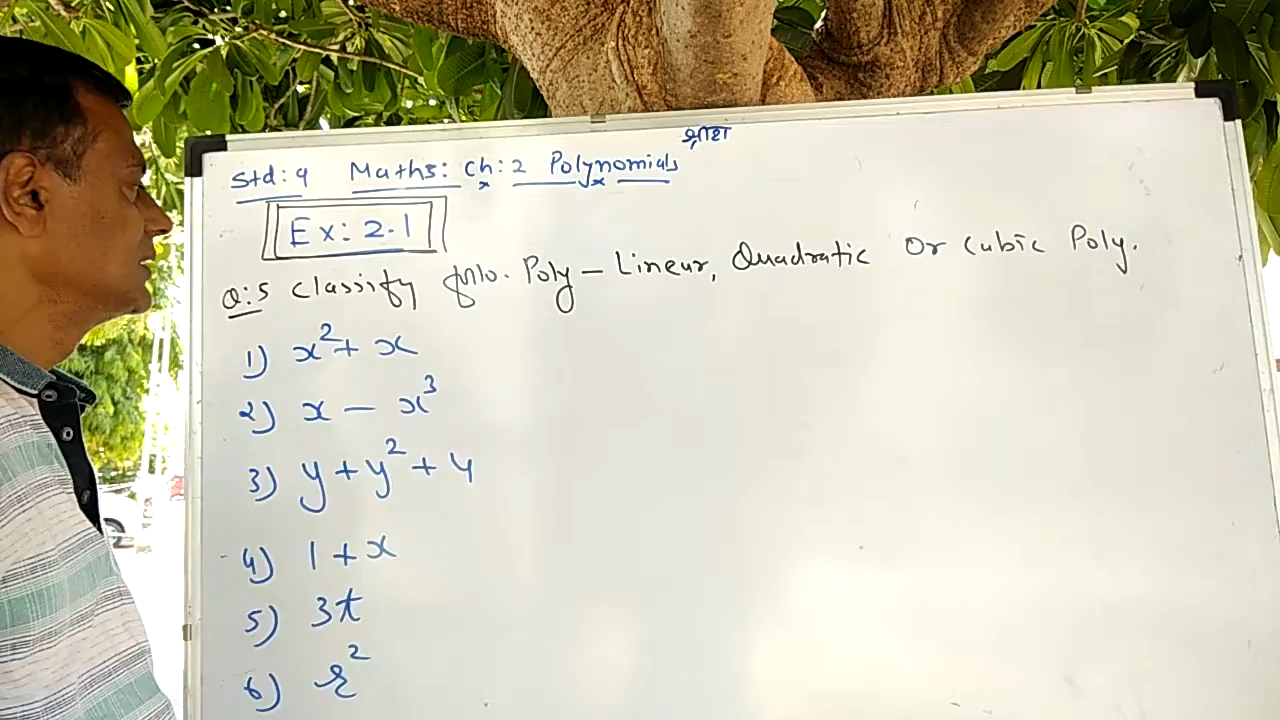 Std: 9 Maths: Ch: 2 Polynomials
Ex: 2.1
Q:5 Classify Poly - Linear, Quadratic Or Cubic Poly.
1) x² + x
2) x - x³
3) y + y² + 4
4) 1 + x
5) 3t
6) r²